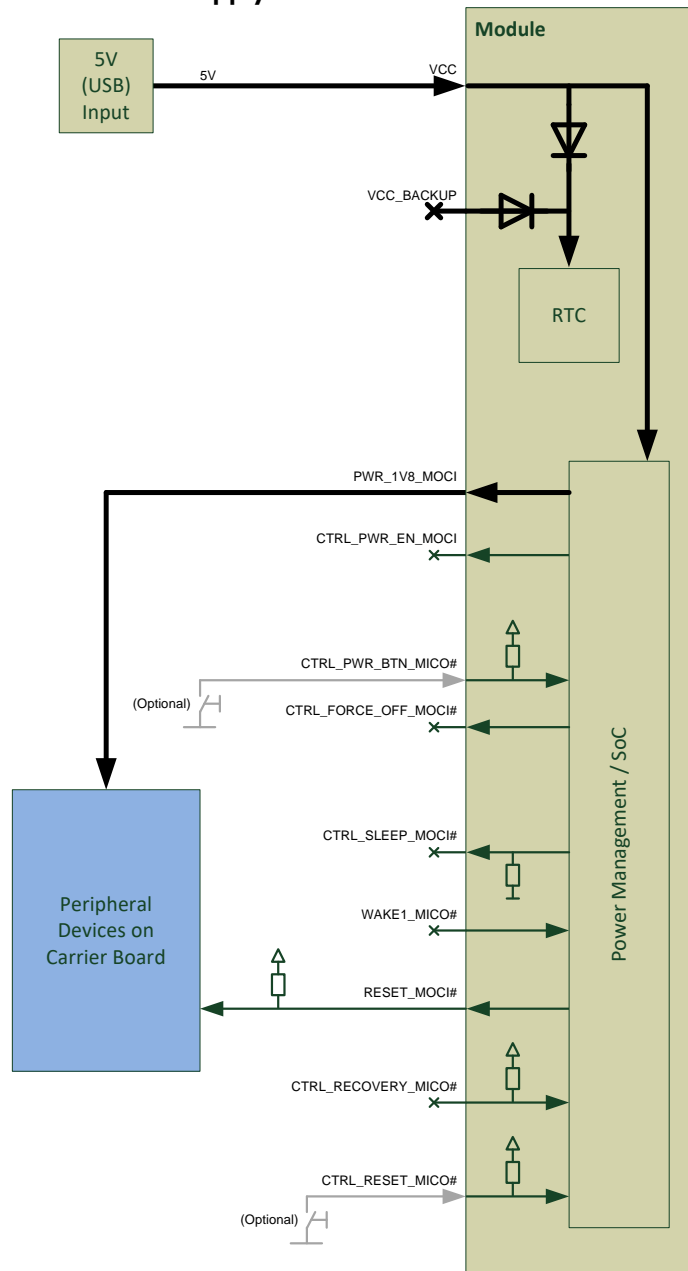 Module
5V
(USB)
Input
5V
VCC
VCC_BACKUP
RTC
PWR_1V8_MOCI
CTRL_PWR_EN_MOCI
CTRL_PWR_BTN_MICO#
(Optional)
CTRL_FORCE_OFF_MOCI#
Power Management / SoC
CTRL_SLEEP_MOCI#
Peripheral
Devices on
Carrier Board
WAKE1_MICO#
RESET_MOCI#
CTRL_RECOVERY_MICO#
CTRL_RESET_MICO#
(Optional)